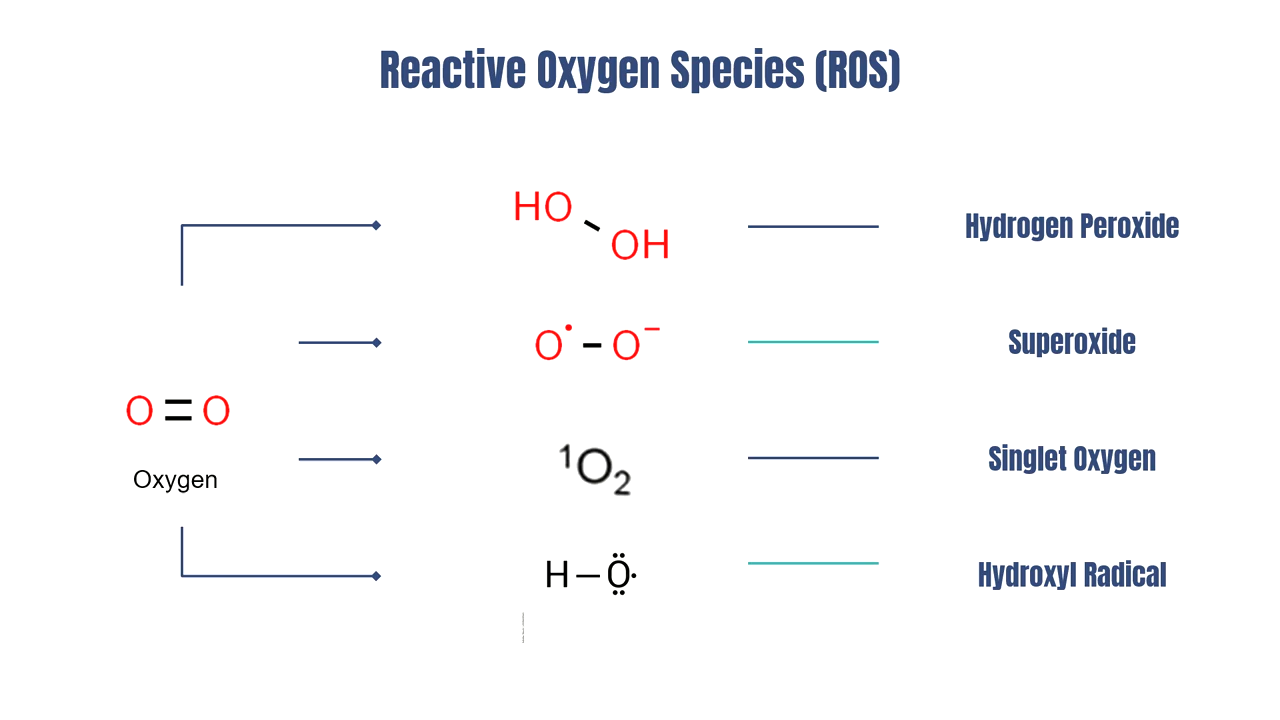 Reactive Oxygen Species (ROS)
HO
OH
Hydrogen Peroxide
O• – O⁻
Superoxide
O=O
Oxygen
¹O₂
Singlet Oxygen
H–Ö·
Hydroxyl Radical